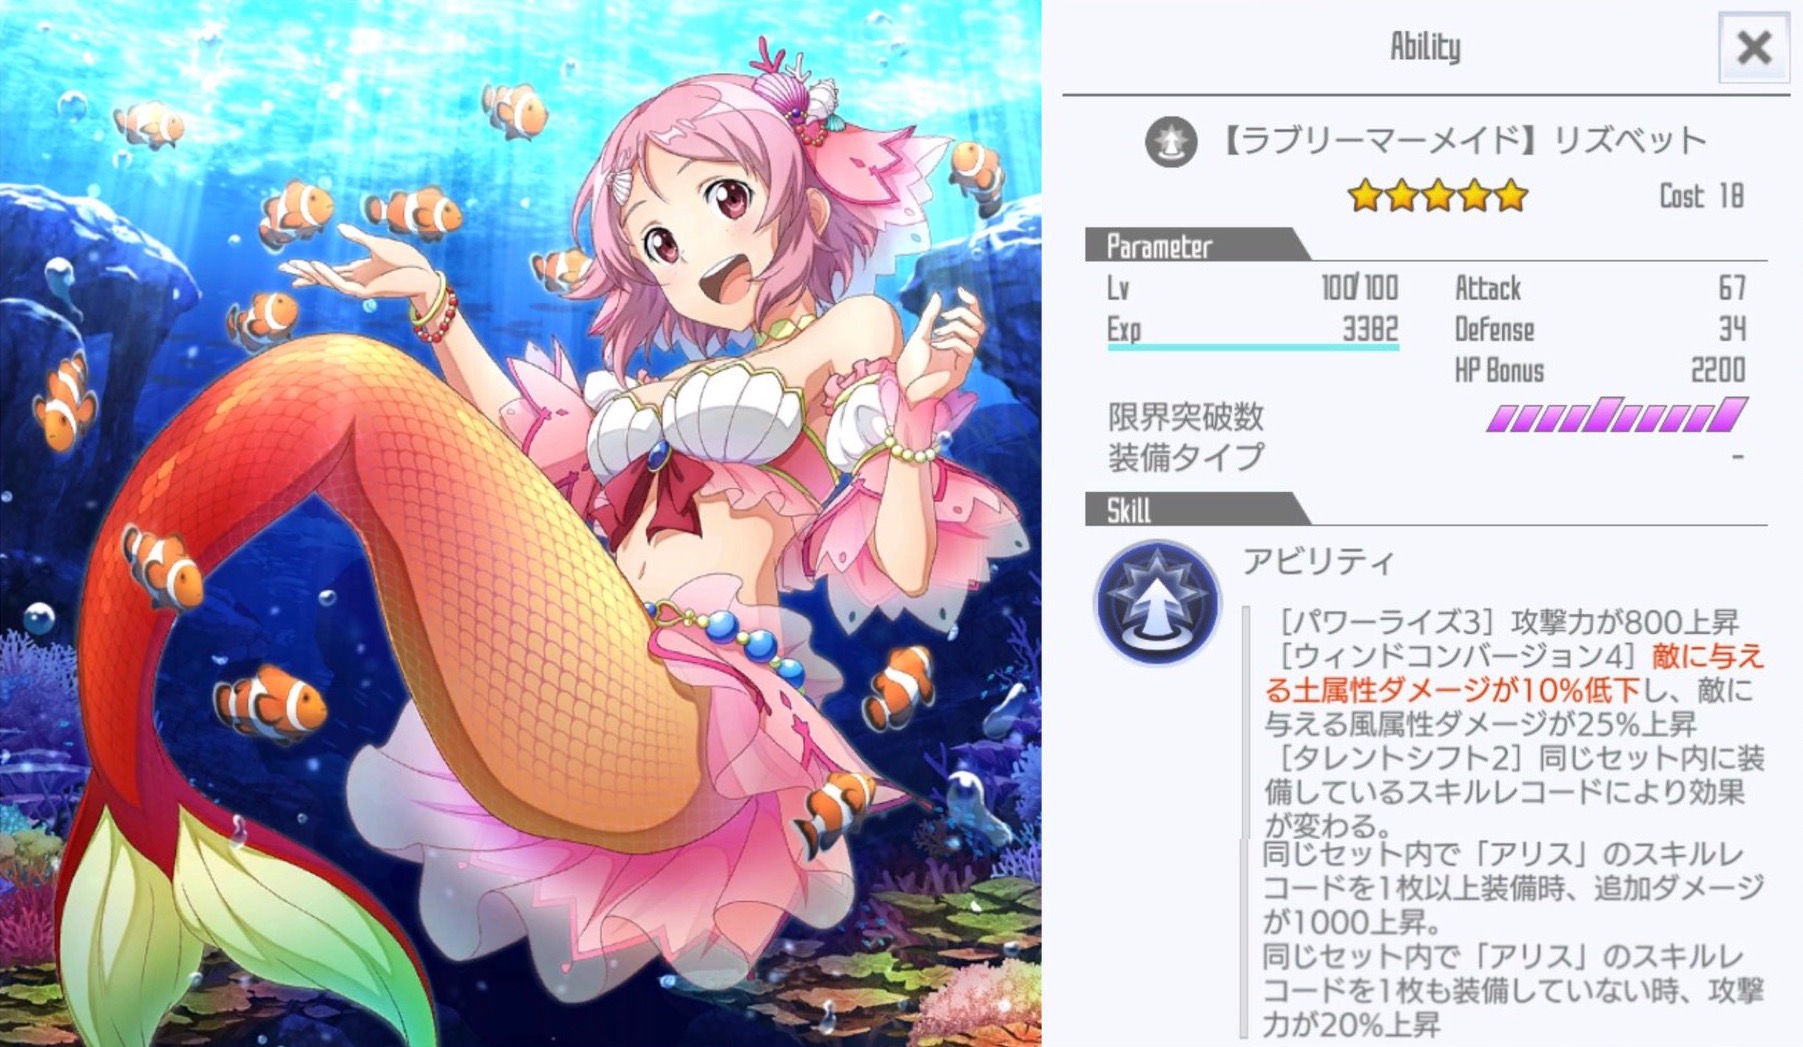 Ability
【ラブリーマーメイド】リズベット
Cost 18
Parameter
Lv 100/100 Attack 67
Exp 3382 Defense 34
HP Bonus 2200
限界突破数
装備タイプ -
Skill
アビリティ
［パワーライズ3］攻撃力が800上昇
［ウィンドコンバージョン4］敵に与え
る土属性ダメージが10%低下し、敵に
与える風属性ダメージが25%上昇
［タレントシフト2］同じセット内に装
備しているスキルレコードにより効果
が変わる。
同じセット内で「アリス」のスキルレ
コードを1枚以上装備時、追加ダメージ
が1000上昇。
同じセット内で「アリス」のスキルレ
コードを1枚も装備していない時、攻撃
力が20%上昇